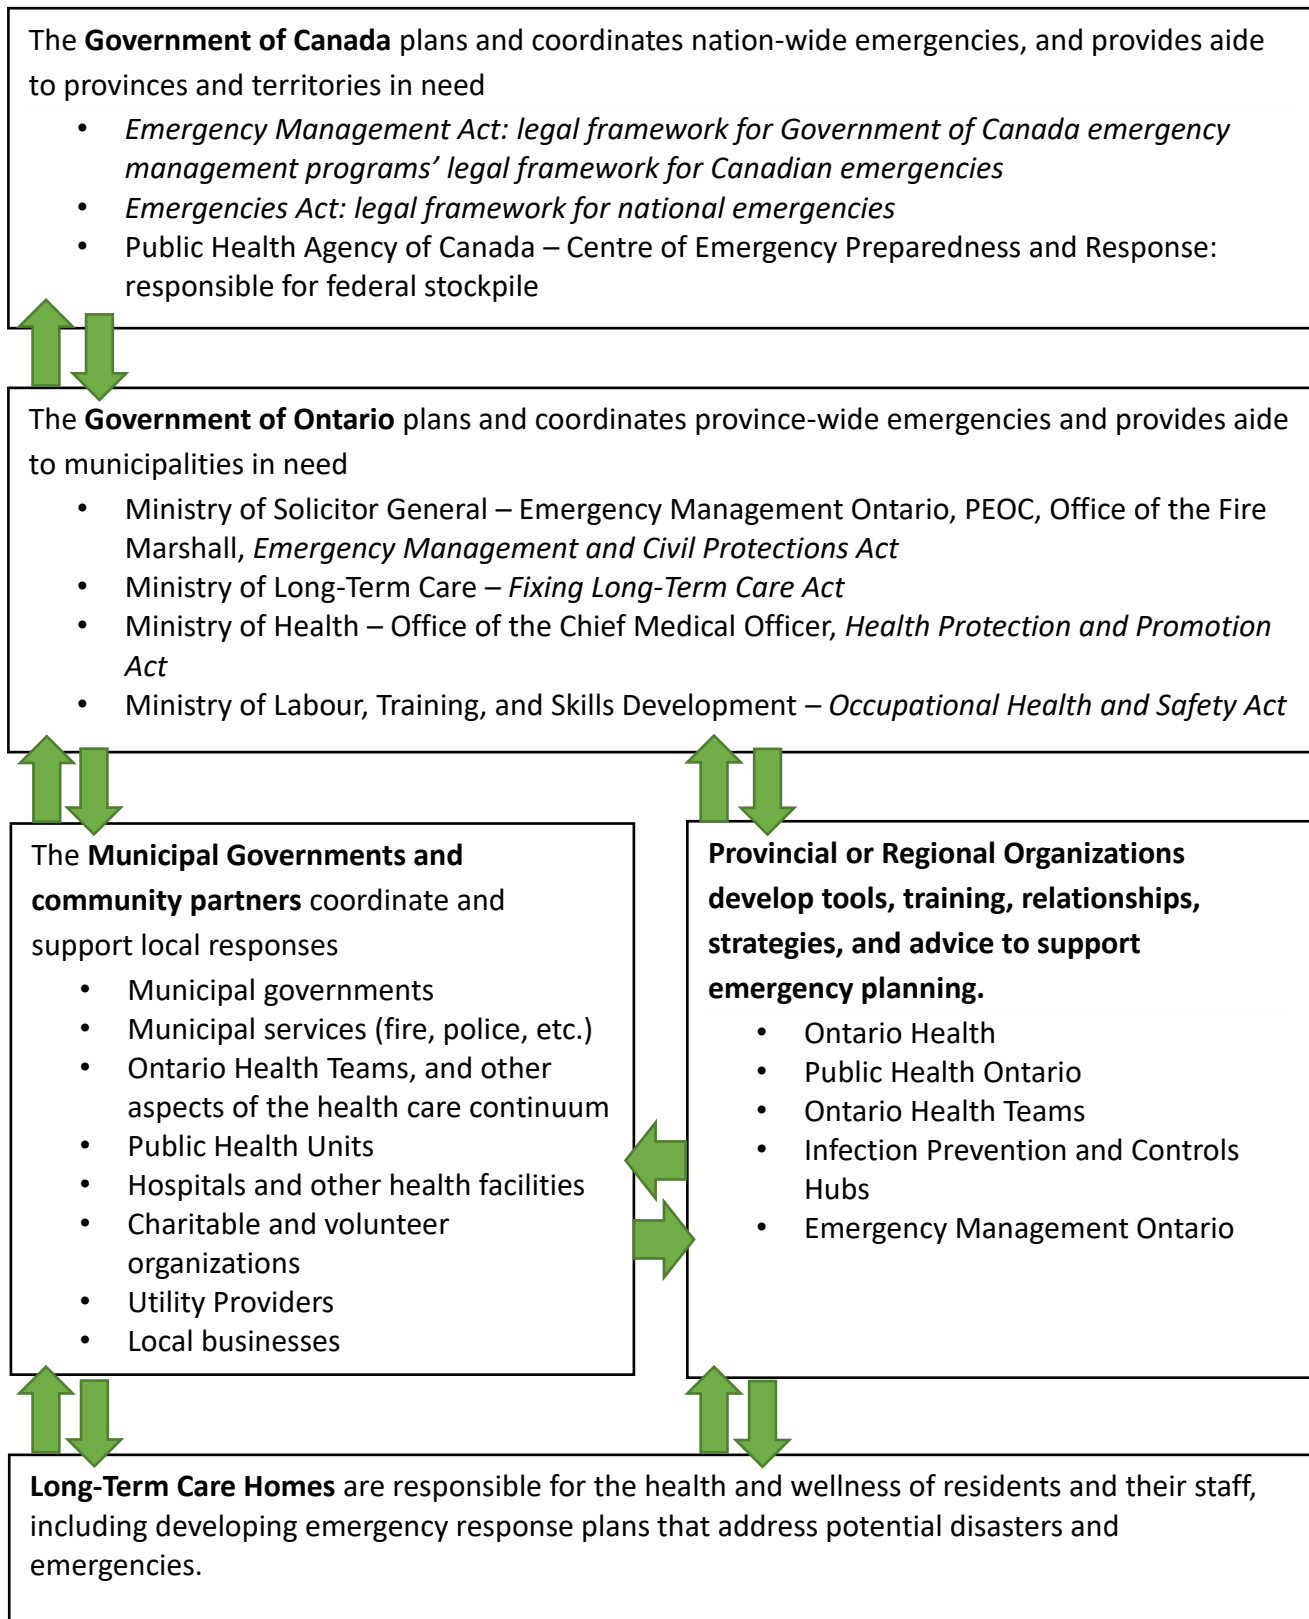 The Government of Canada plans and coordinates nation-wide emergencies, and provides aide
to provinces and territories in need
• Emergency Management Act: legal framework for Government of Canada emergency
management programs’ legal framework for Canadian emergencies
• Emergencies Act: legal framework for national emergencies
• Public Health Agency of Canada – Centre of Emergency Preparedness and Response:
responsible for federal stockpile
The Government of Ontario plans and coordinates province-wide emergencies and provides aide
to municipalities in need
• Ministry of Solicitor General – Emergency Management Ontario, PEOC, Office of the Fire
Marshall, Emergency Management and Civil Protections Act
• Ministry of Long-Term Care – Fixing Long-Term Care Act
• Ministry of Health – Office of the Chief Medical Officer, Health Protection and Promotion
Act
• Ministry of Labour, Training, and Skills Development – Occupational Health and Safety Act
The Municipal Governments and
community partners coordinate and
support local responses
• Municipal governments
• Municipal services (fire, police, etc.)
• Ontario Health Teams, and other
aspects of the health care continuum
• Public Health Units
• Hospitals and other health facilities
• Charitable and volunteer
organizations
• Utility Providers
• Local businesses
Provincial or Regional Organizations
develop tools, training, relationships,
strategies, and advice to support
emergency planning.
• Ontario Health
• Public Health Ontario
• Ontario Health Teams
• Infection Prevention and Controls
Hubs
• Emergency Management Ontario
Long-Term Care Homes are responsible for the health and wellness of residents and their staff,
including developing emergency response plans that address potential disasters and
emergencies.